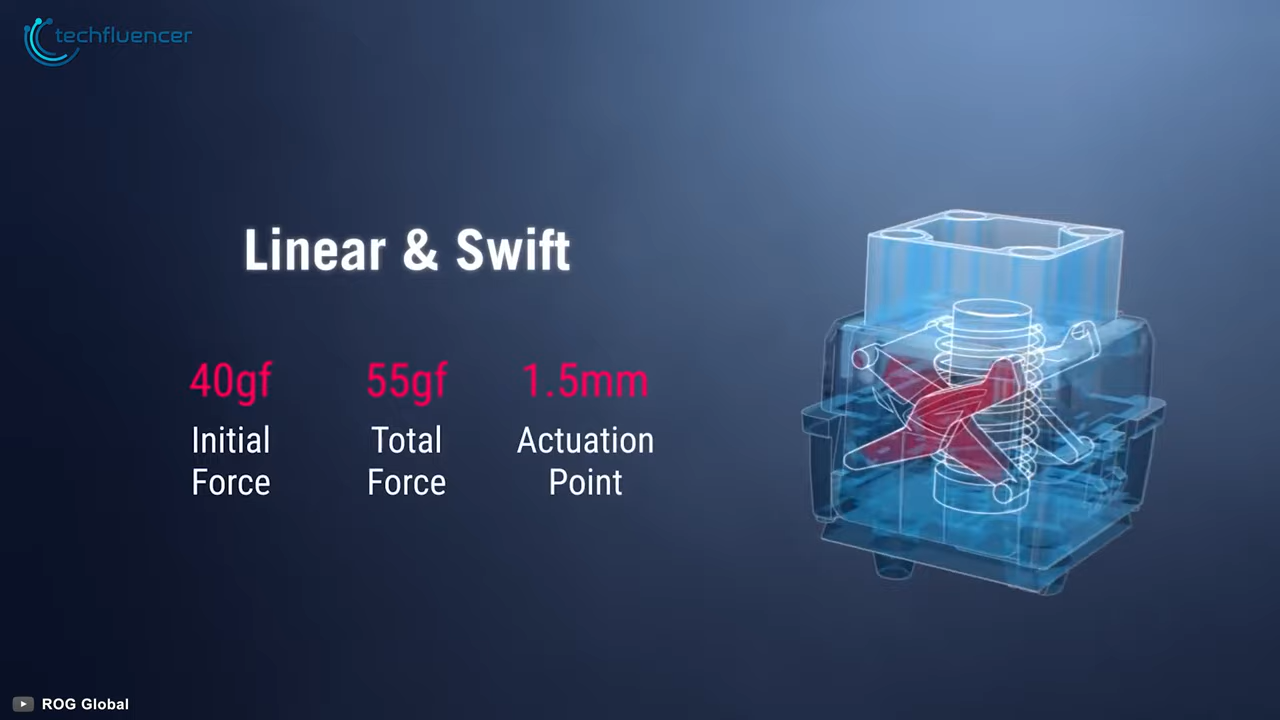 techfluencer
Linear & Swift
40gf
Initial
Force
55gf
Total
Force
1.5mm
Actuation
Point
ROG Global